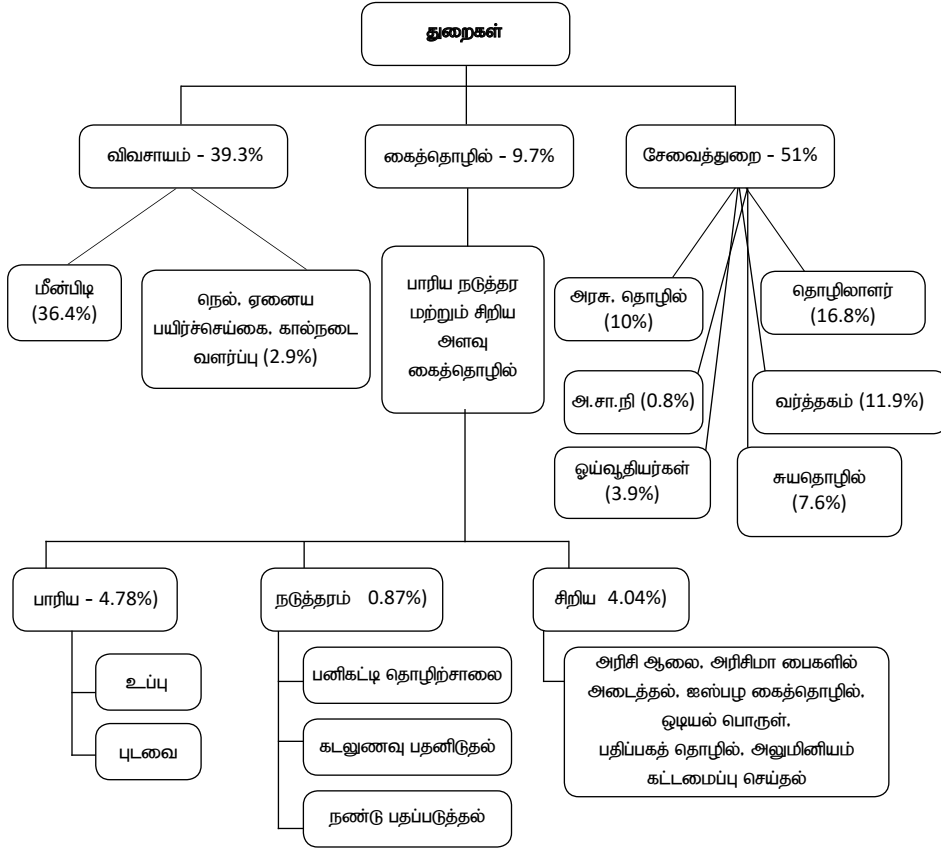 துறைகள்
விவசாயம் - 39.3%
கைத்தொழில் - 9.7%
சேவைத்துறை - 51%
மீன்பிடி
(36.4%)
நெல், ஏனைய
பயிர்ச்செய்கை, கால்நடை
வளர்ப்பு (2.9%)
பாரிய நடுத்தர
மற்றும் சிறிய
அளவு
கைத்தொழில்
அரசு, தொழில்
(10%)
தொழிலாளர்
(16.8%)
அ.சா.நி (0.8%)
வர்த்தகம் (11.9%)
ஓய்வூதியர்கள்
(3.9%)
சுயதொழில்
(7.6%)
பாரிய - 4.78%)
நடுத்தரம் 0.87%)
சிறிய 4.04%)
உப்பு
புடவை
பனிகட்டி தொழிற்சாலை
கடலுணவு பதனிடுதல்
நண்டு பதப்படுத்தல்
அரிசி ஆலை, அரிசிமா பைகளில்
அடைத்தல், ஐஸ்பழ கைத்தொழில்,
ஒடியல் பொருள்,
பதிப்பகத் தொழில், அலுமினியம்
கட்டமைப்பு செய்தல்